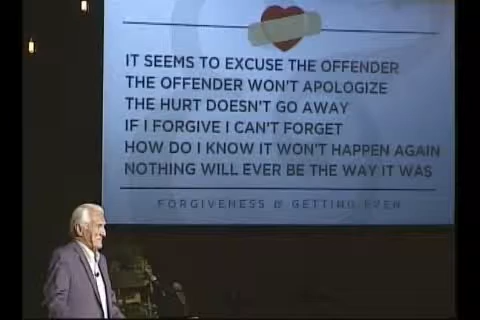 IT SEEMS TO EXCUSE THE OFFENDER
THE OFFENDER WON'T APOLOGIZE
THE HURT DOESN'T GO AWAY
IF I FORGIVE I CAN'T FORGET
HOW DO I KNOW IT WON'T HAPPEN AGAIN
NOTHING WILL EVER BE THE WAY IT WAS
FORGIVENESS & GETTING EVEN